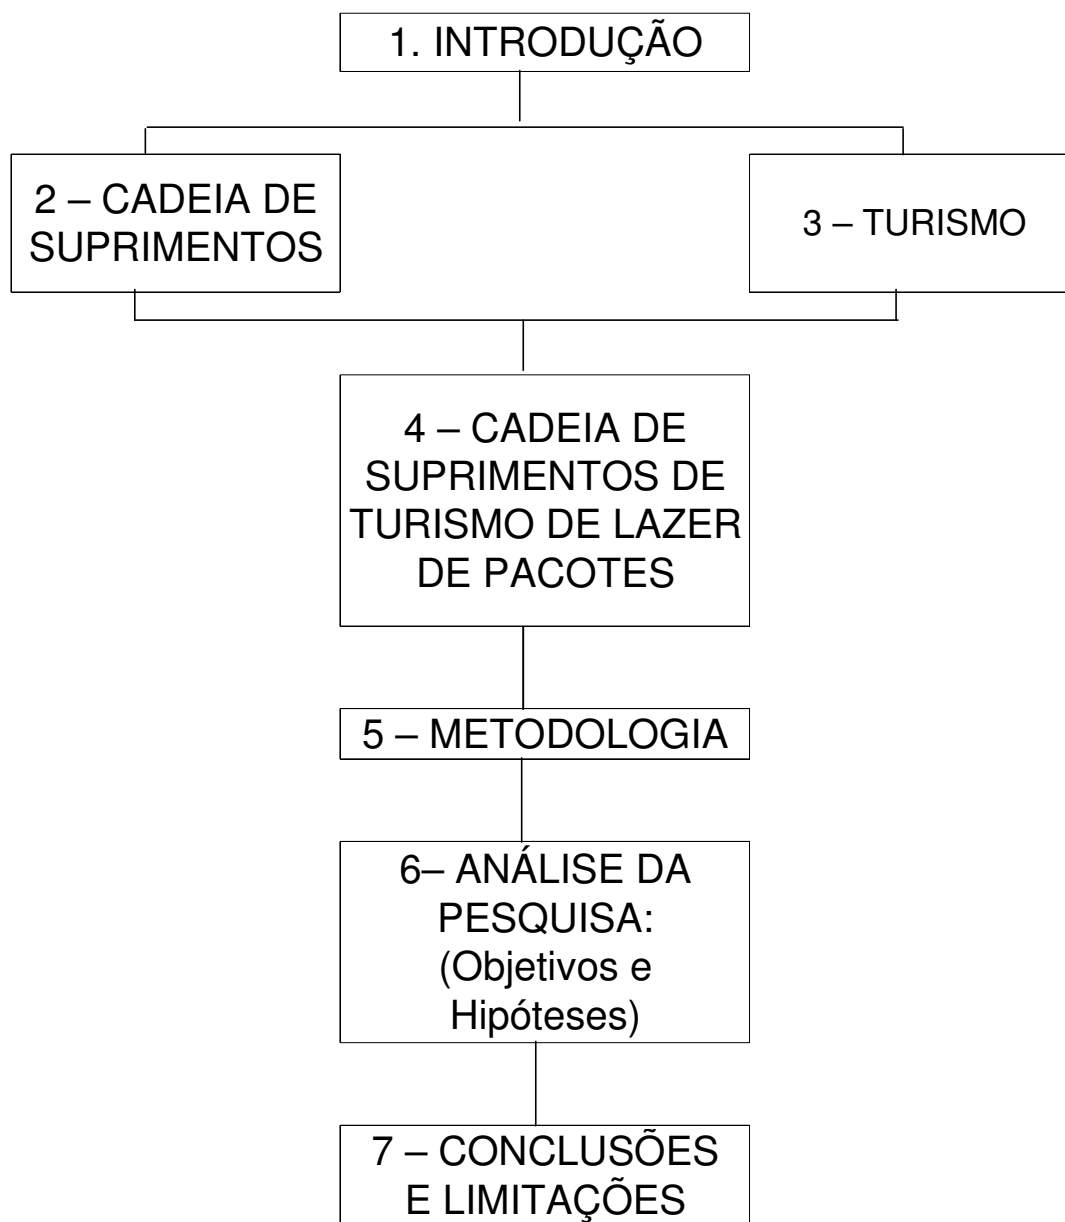 1. INTRODUÇÃO
2 – CADEIA DE
SUPRIMENTOS
3 – TURISMO
4 – CADEIA DE
SUPRIMENTOS DE
TURISMO DE LAZER
DE PACOTES
5 – METODOLOGIA
6– ANÁLISE DA
PESQUISA:
(Objetivos e
Hipóteses)
7 – CONCLUSÕES
E LIMITAÇÕES